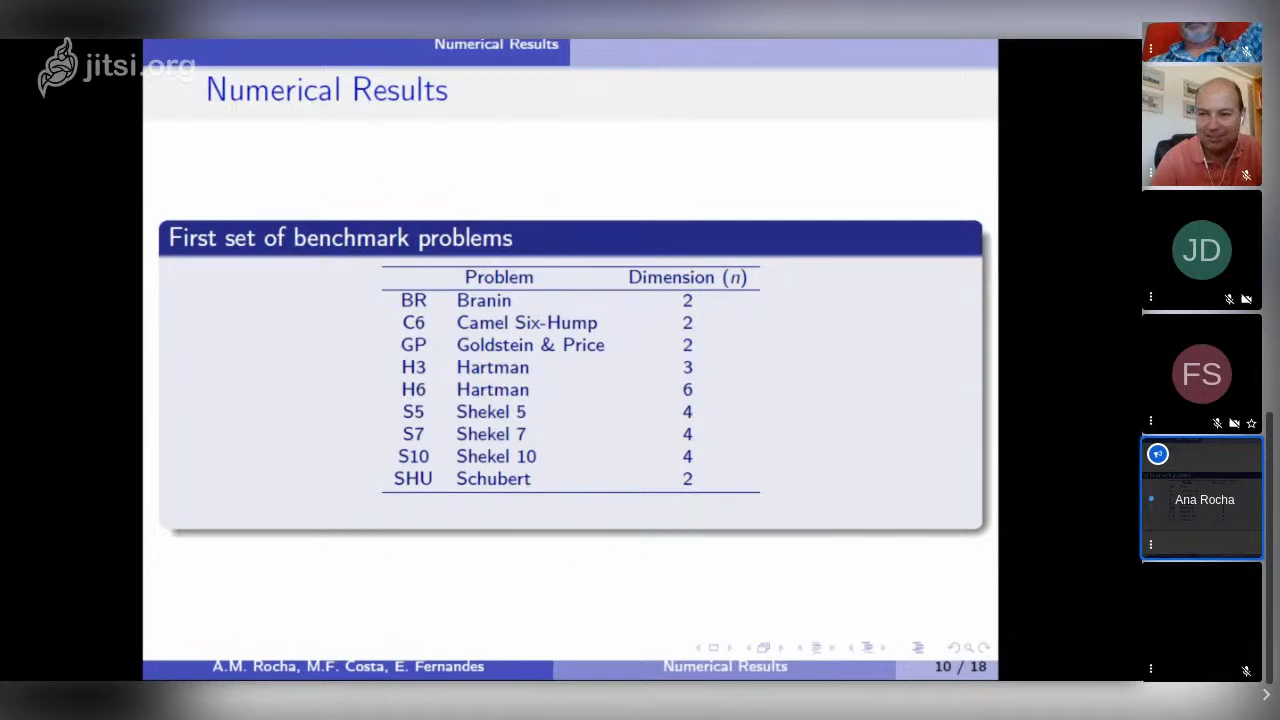 jitsi.org
Numerical Results
Numerical Results
First set of benchmark problems
Problem Dimension (n)
BR Branin 2
C6 Camel Six-Hump 2
GP Goldstein & Price 2
H3 Hartman 3
H6 Hartman 6
S5 Shekel 5 4
S7 Shekel 7 4
S10 Shekel 10 4
SHU Schubert 2
A.M. Rocha, M.F. Costa, E. Fernandes Numerical Results 10 / 18
JD
FS
Ana Rocha